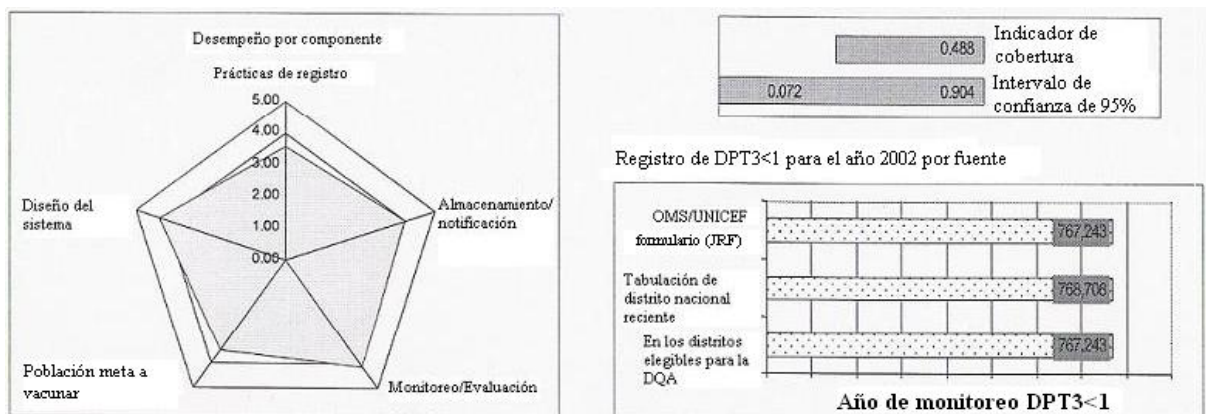 Desempeño por componente
Prácticas de registro
5.00
4.00
3.00
2.00
1.00
0.00
Diseño del
sistema
Almacenamiento/
notificación
Población meta a
vacunar
Monitoreo/Evaluación
0.488
Indicador de
cobertura
0.072
0.904
Intervalo de
confianza de 95%
Registro de DPT3<1 para el año 2002 por fuente
OMS/UNICEF
formulario (JRF)
767,243
Tabulación de
distrito nacional
reciente
768,706
En los distritos
elegibles para la
DQA
767,243
Año de monitoreo DPT3<1